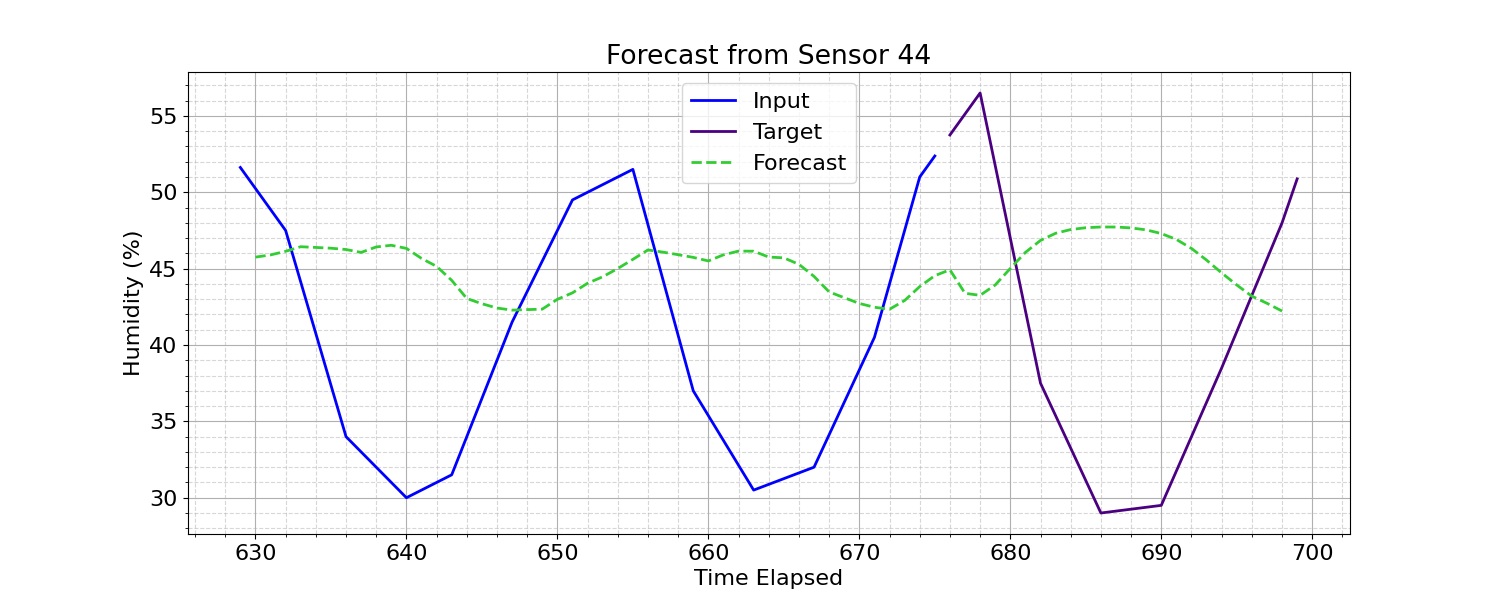 Forecast from Sensor 44
Input
Target
Forecast
Humidity (%)
55
50
45
40
35
30
630 640 650 660 670 680 690 700
Time Elapsed